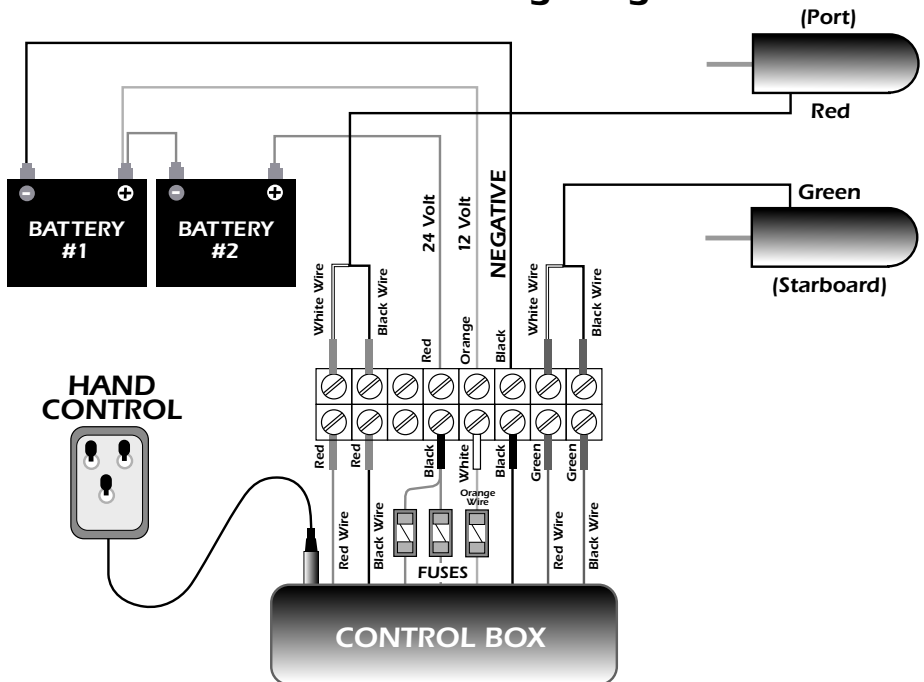 (Port)
Red
Green
(Starboard)
- +
BATTERY
#1
- +
BATTERY
#2
24 Volt
12 Volt
NEGATIVE
White Wire
Black Wire
Red
Orange
Black
White Wire
Black Wire
HAND
CONTROL
Red
Red
Black
White
Black
Green
Green
Orange
Wire
Red Wire
Black Wire
FUSES
Red Wire
Black Wire
CONTROL BOX